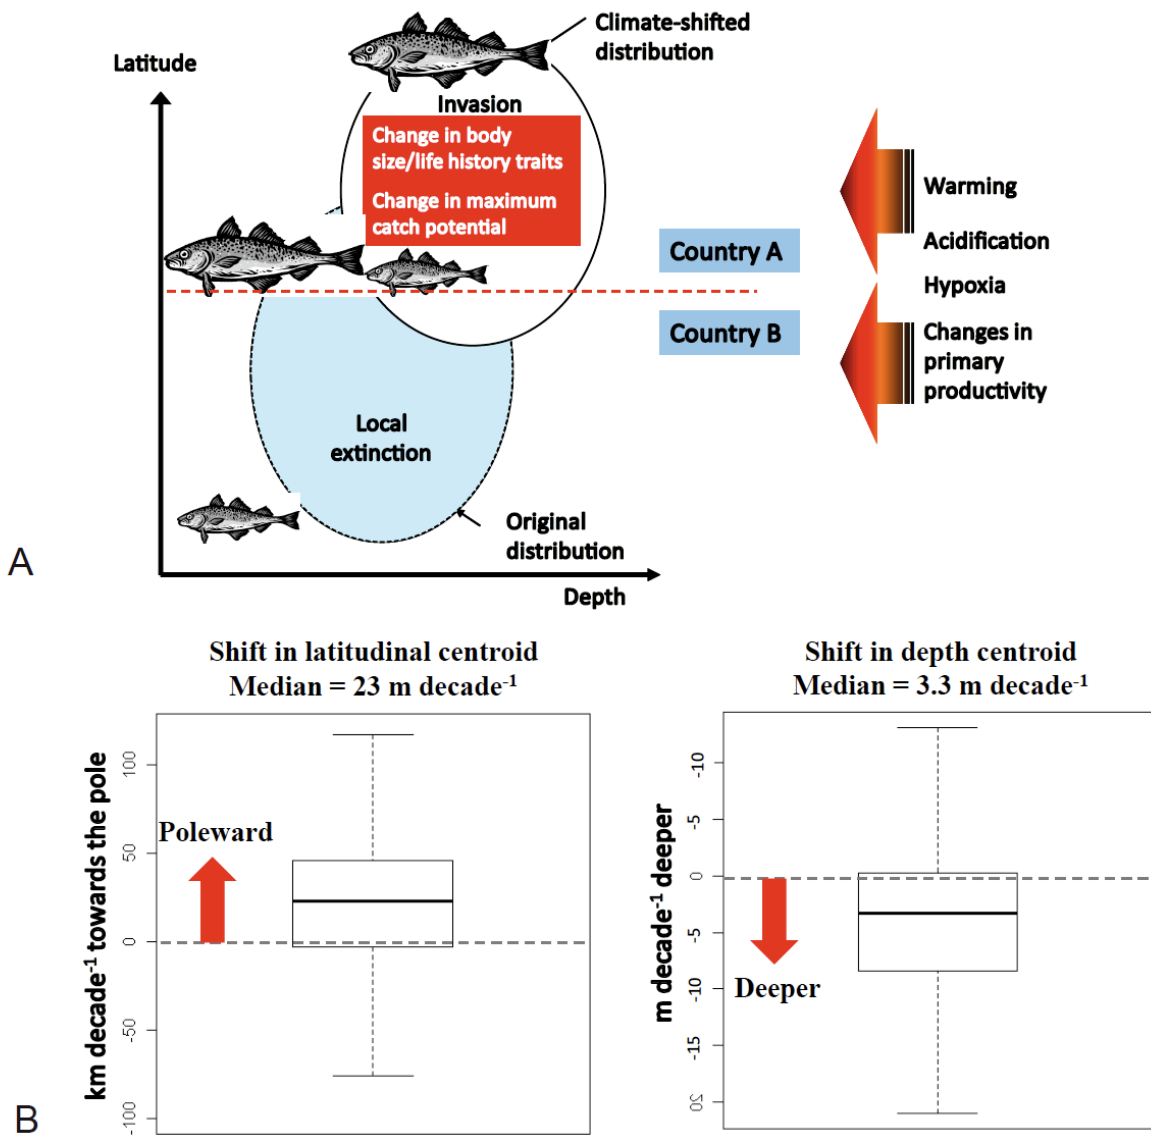 Climate-shifted
distribution
Latitude
Invasion
Change in body
size/life history traits
Change in maximum
catch potential
Warming
Country A
Acidification
Hypoxia
Country B
Changes in
primary
productivity
Local
extinction
Original
distribution
A
Depth
Shift in latitudinal centroid
Median = 23 m decade⁻¹
km decade⁻¹ towards the pole
100
50
0
-50
-100
Poleward
Shift in depth centroid
Median = 3.3 m decade⁻¹
m decade⁻¹ deeper
-10
-5
0
-5
-10
-15
20
Deeper
B